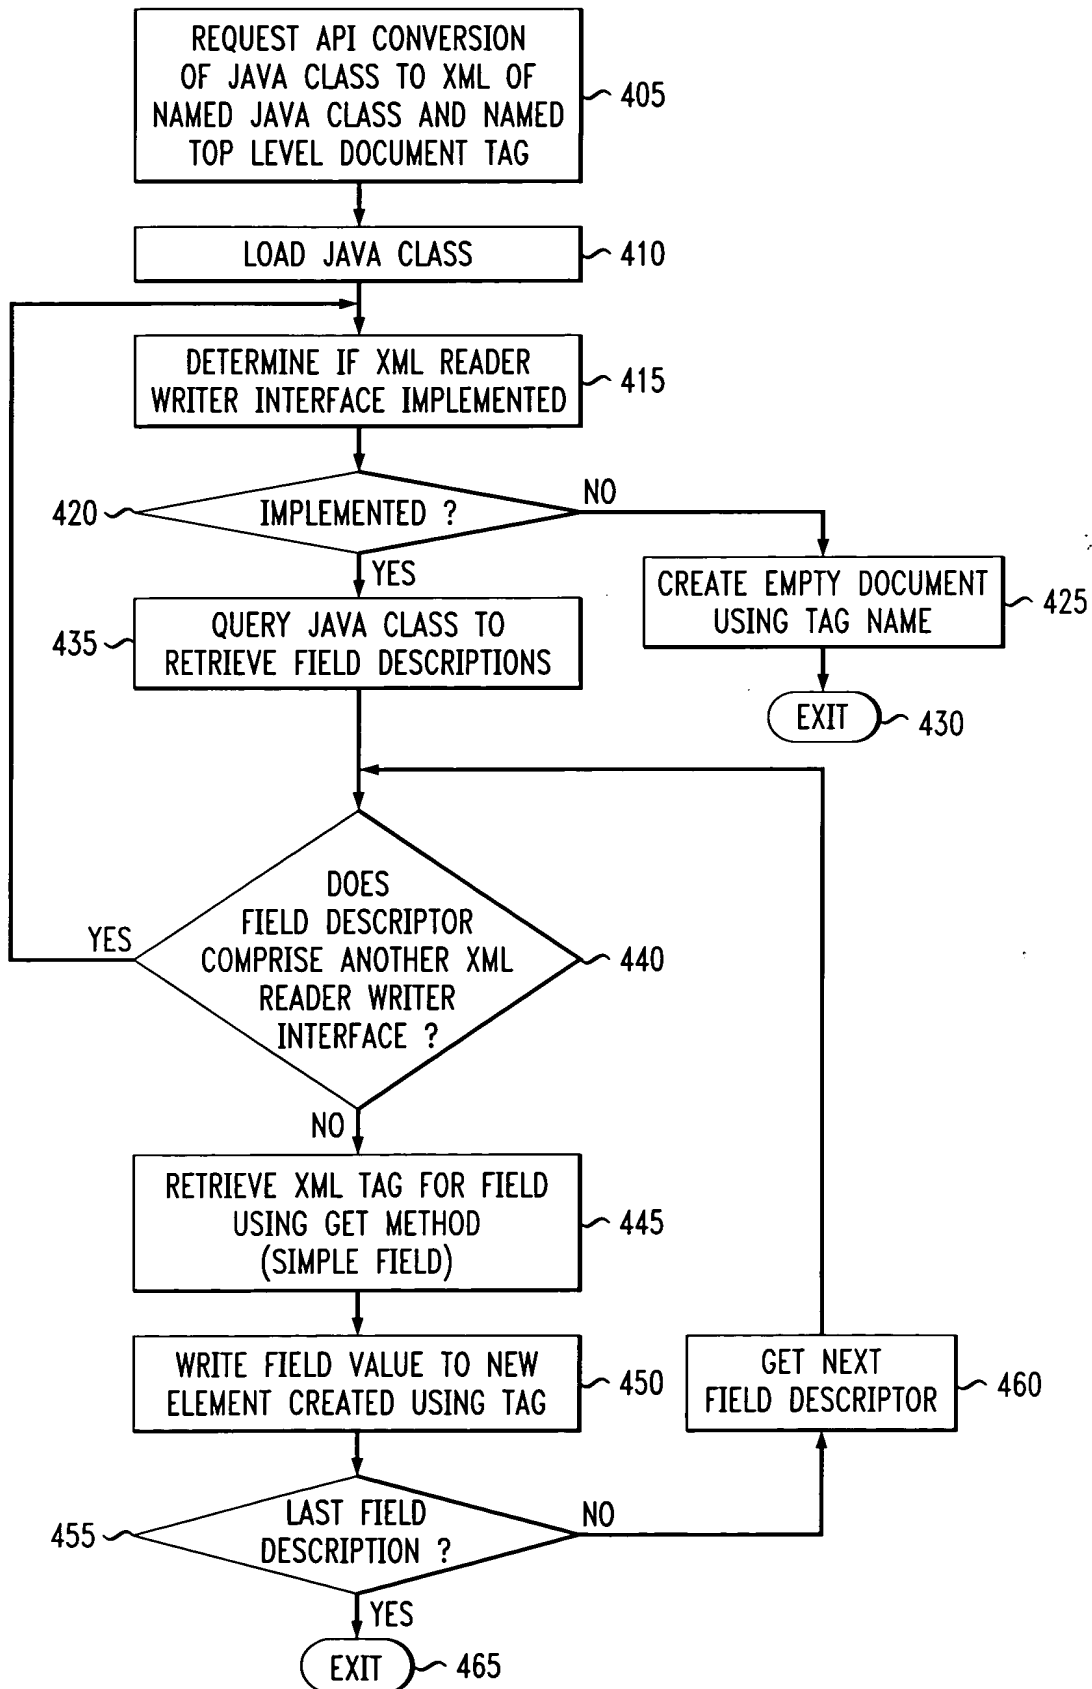 REQUEST API CONVERSION
OF JAVA CLASS TO XML OF
NAMED JAVA CLASS AND NAMED
TOP LEVEL DOCUMENT TAG
405
LOAD JAVA CLASS
410
DETERMINE IF XML READER
WRITER INTERFACE IMPLEMENTED
415
420
IMPLEMENTED ?
NO
YES
CREATE EMPTY DOCUMENT
USING TAG NAME
425
EXIT
430
435
QUERY JAVA CLASS TO
RETRIEVE FIELD DESCRIPTIONS
DOES
FIELD DESCRIPTOR
COMPRISE ANOTHER XML
READER WRITER
INTERFACE ?
YES
440
NO
RETRIEVE XML TAG FOR FIELD
USING GET METHOD
(SIMPLE FIELD)
445
WRITE FIELD VALUE TO NEW
ELEMENT CREATED USING TAG
450
GET NEXT
FIELD DESCRIPTOR
460
455
LAST FIELD
DESCRIPTION ?
NO
YES
EXIT
465